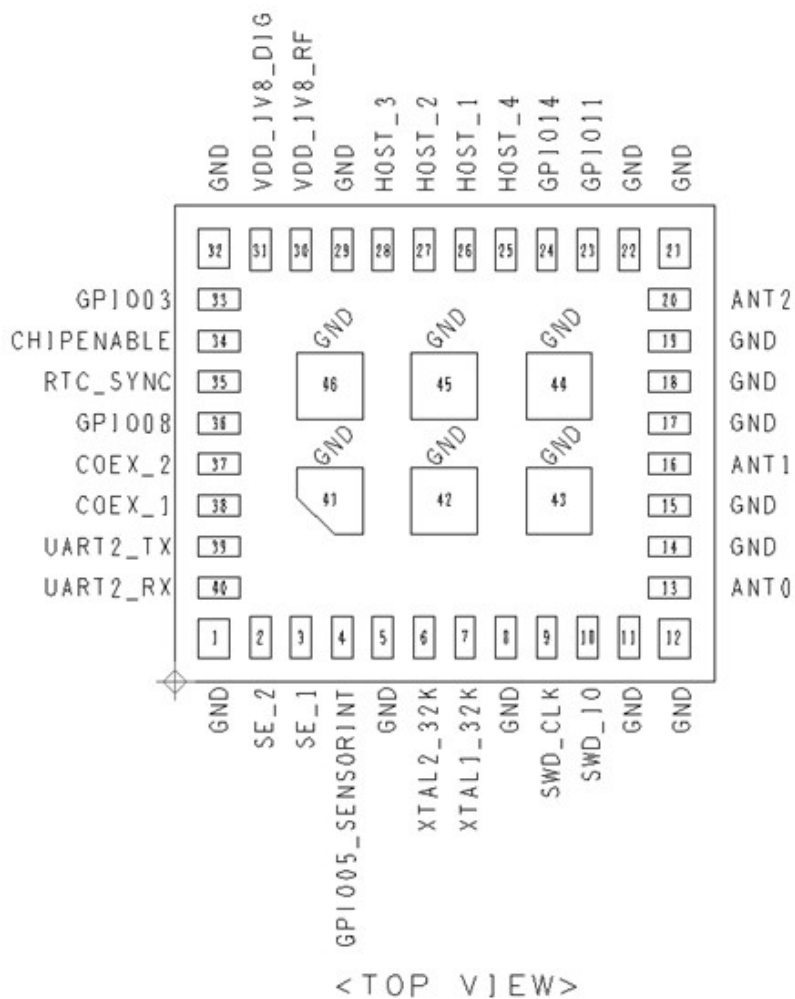 GND
VDD_1V8_DIG
VDD_1V8_RF
GND
HOST_3
HOST_2
HOST_1
HOST_4
GPIO14
GPIO11
GND
GND
32
31
30
29
28
27
26
25
24
23
22
21
GPIO03 33
CHIPENABLE 34
RTC_SYNC 35
GPIO08 36
COEX_2 37
COEX_1 38
UART2_TX 39
UART2_RX 40
GND
46
GND
45
GND
44
GND
41
GND
42
GND
43
20 ANT2
19 GND
18 GND
17 GND
16 ANT1
15 GND
14 GND
13 ANT0
1
2
3
4
5
6
7
8
9
10
11
12
GND
SE_2
SE_1
GPIO05_SENSORINT
GND
XTAL2_32K
XTAL1_32K
GND
SWD_CLK
SWD_IO
GND
GND
<TOP VIEW>